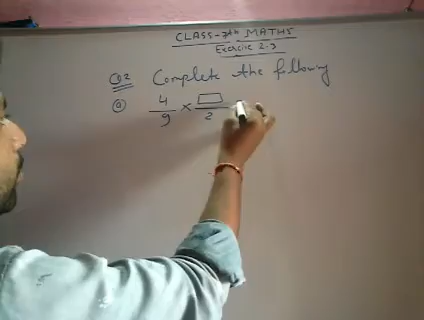 CLASS-7th MATHS
Exercise 2.3
Q2 Complete the following
(a) 4/9 × □/2